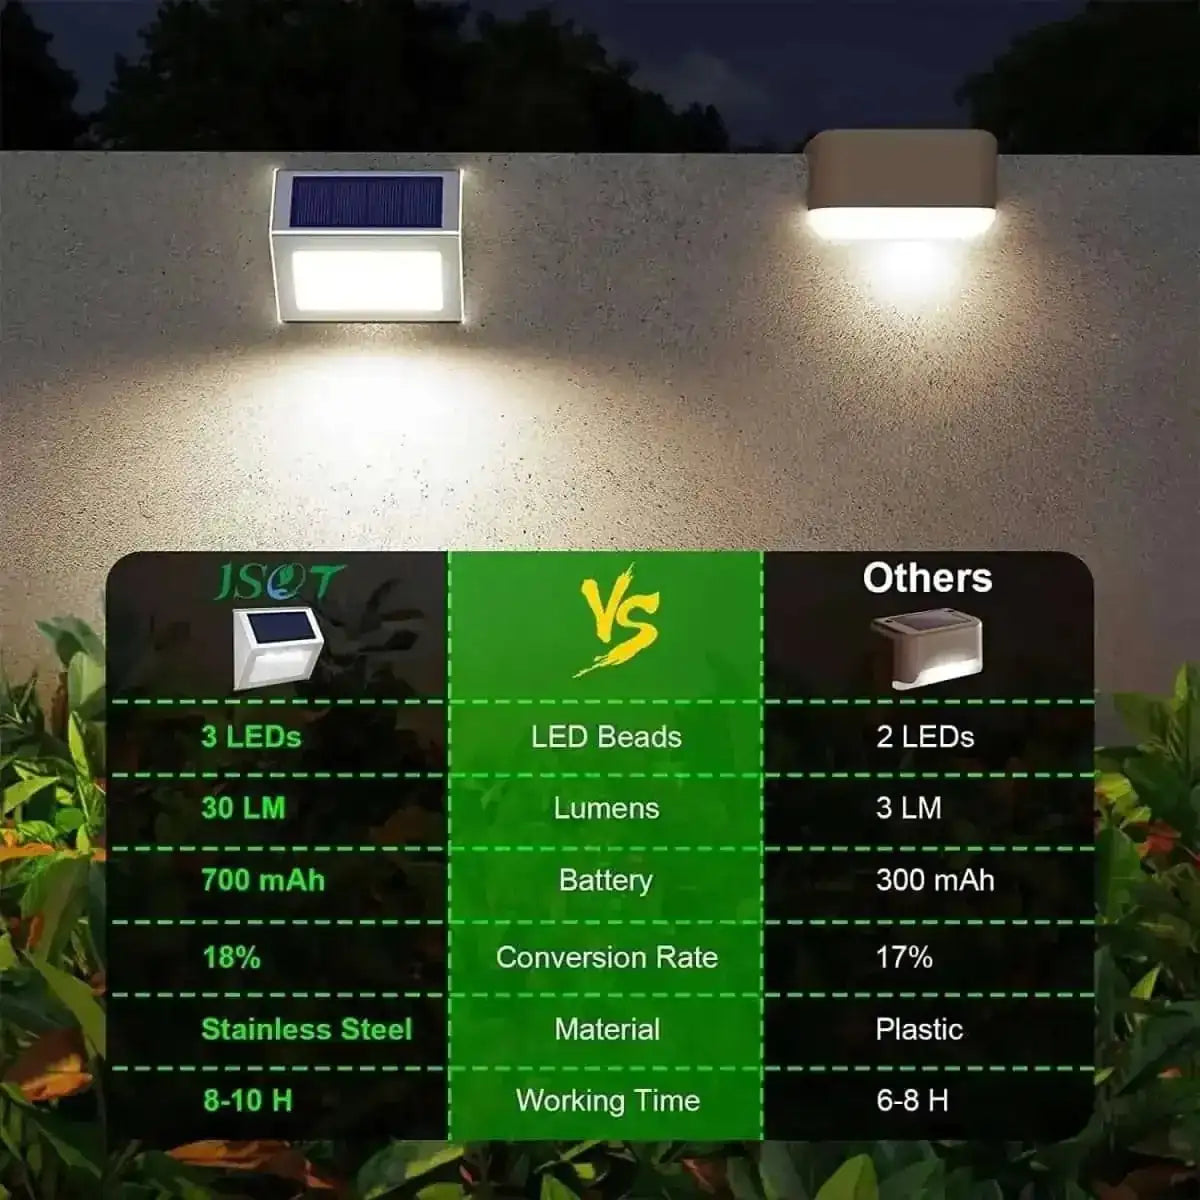 JSOT
VS
Others
3 LEDs
LED Beads
2 LEDs
30 LM
Lumens
3 LM
700 mAh
Battery
300 mAh
18%
Conversion Rate
17%
Stainless Steel
Material
Plastic
8-10 H
Working Time
6-8 H